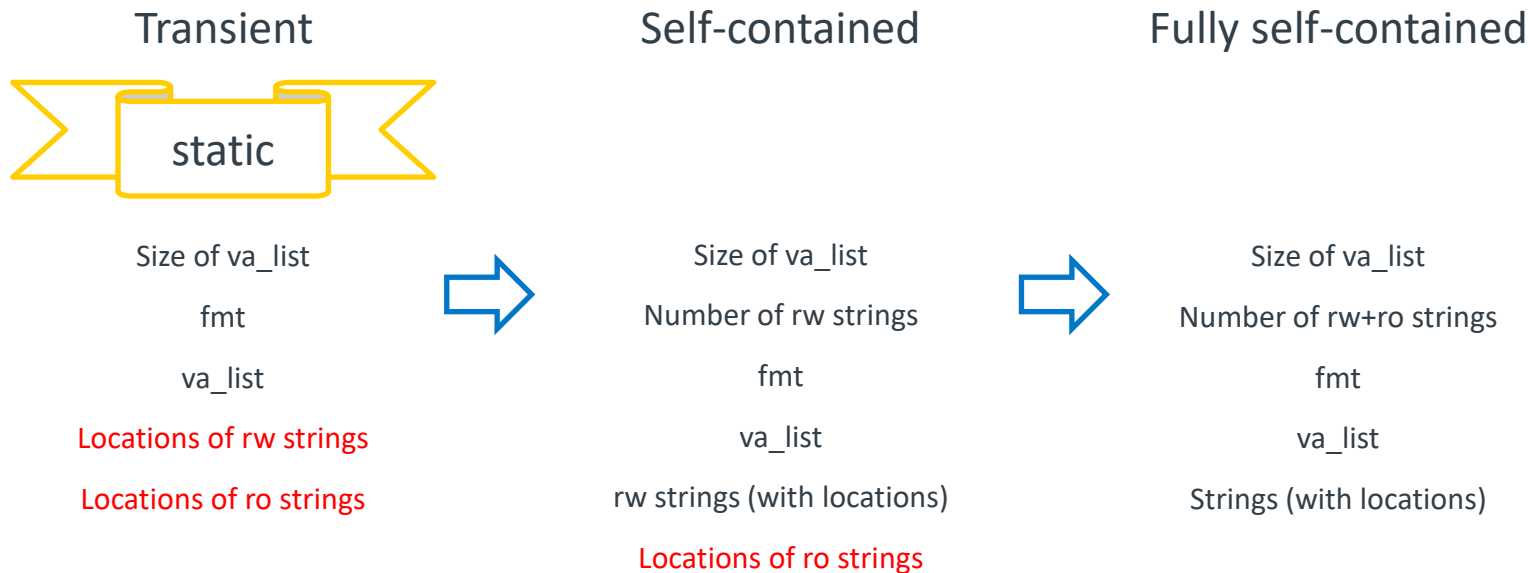 Transient
static
Size of va_list
fmt
va_list
Locations of rw strings
Locations of ro strings
Self-contained
Size of va_list
Number of rw strings
fmt
va_list
rw strings (with locations)
Locations of ro strings
Fully self-contained
Size of va_list
Number of rw+ro strings
fmt
va_list
Strings (with locations)